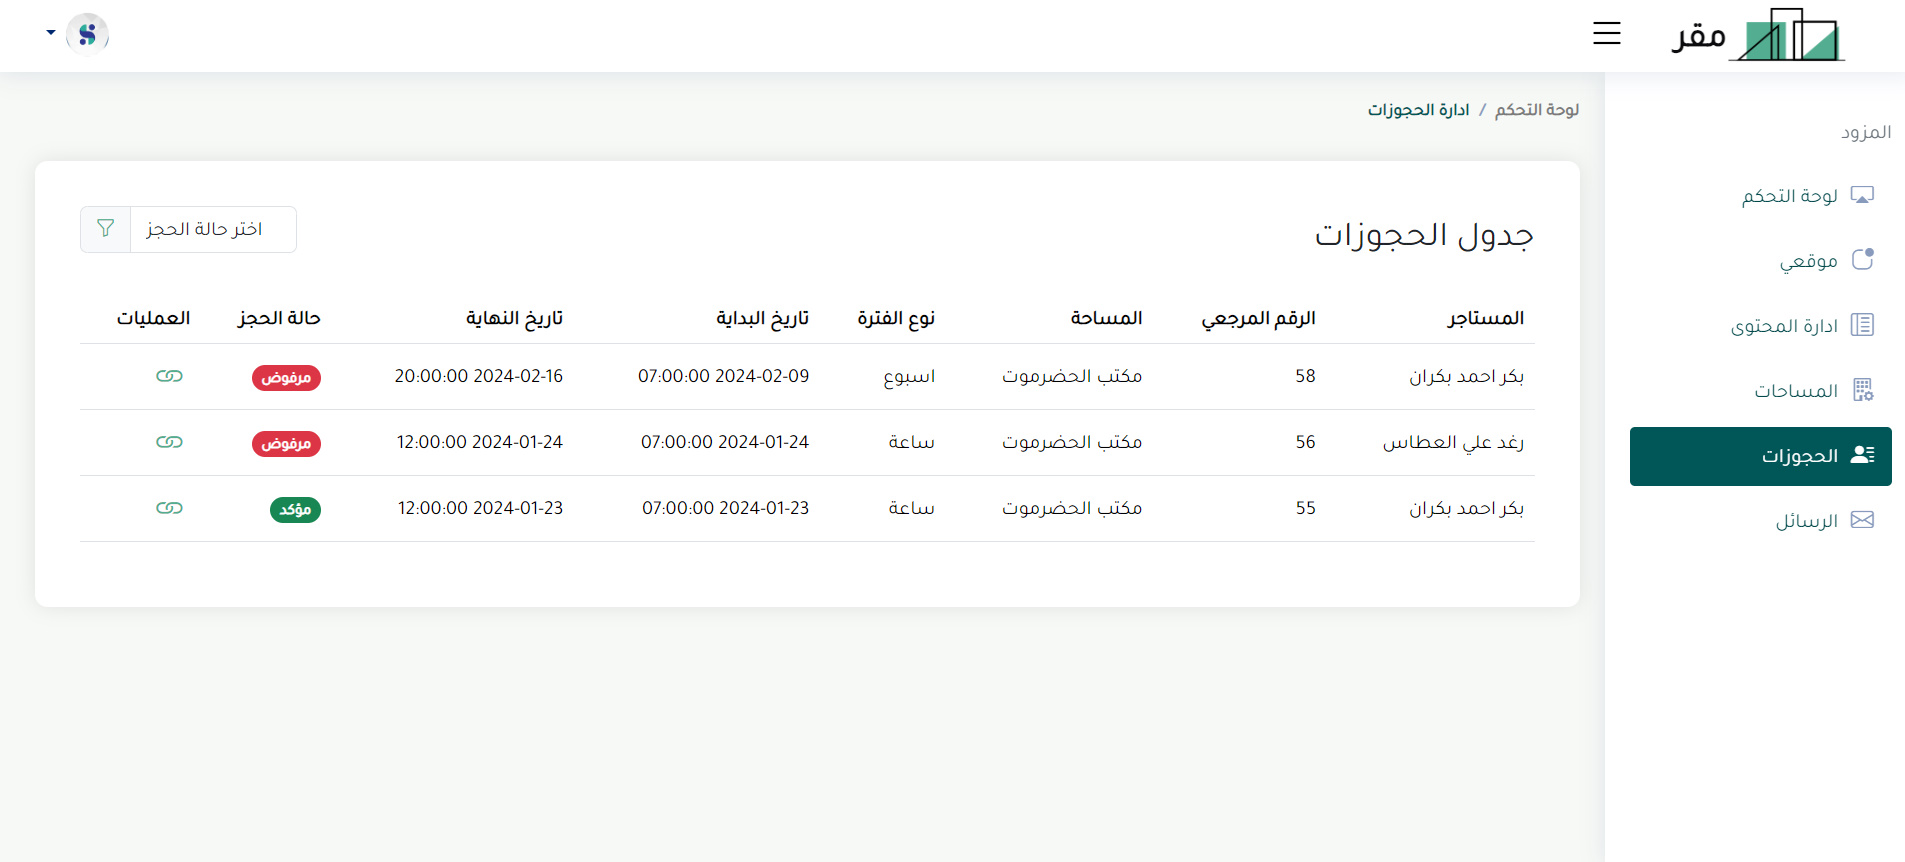 مقر
المزود
لوحة التحكم
موقعي
ادارة المحتوى
المساحات
الحجوزات
الرسائل
لوحة التحكم / ادارة الحجوزات
جدول الحجوزات
اختر حالة الحجز
المستاجر الرقم المرجعي المساحة نوع الفترة تاريخ البداية تاريخ النهاية حالة الحجز العمليات
بكر احمد بكران 58 مكتب الحضرموت اسبوع 2024-02-09 07:00:00 2024-02-16 20:00:00 مرفوض
رغد علي العطاس 56 مكتب الحضرموت ساعة 2024-01-24 07:00:00 2024-01-24 12:00:00 مرفوض
بكر احمد بكران 55 مكتب الحضرموت ساعة 2024-01-23 07:00:00 2024-01-23 12:00:00 مؤكد